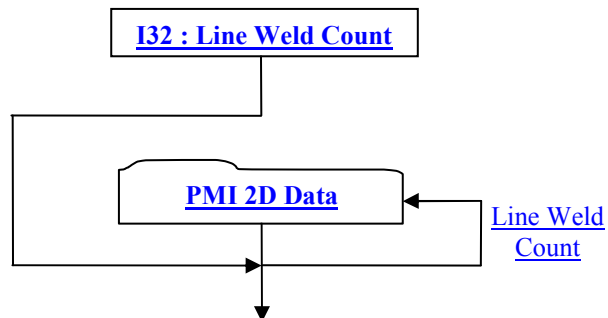 I32 : Line Weld Count
PMI 2D Data
Line Weld
Count